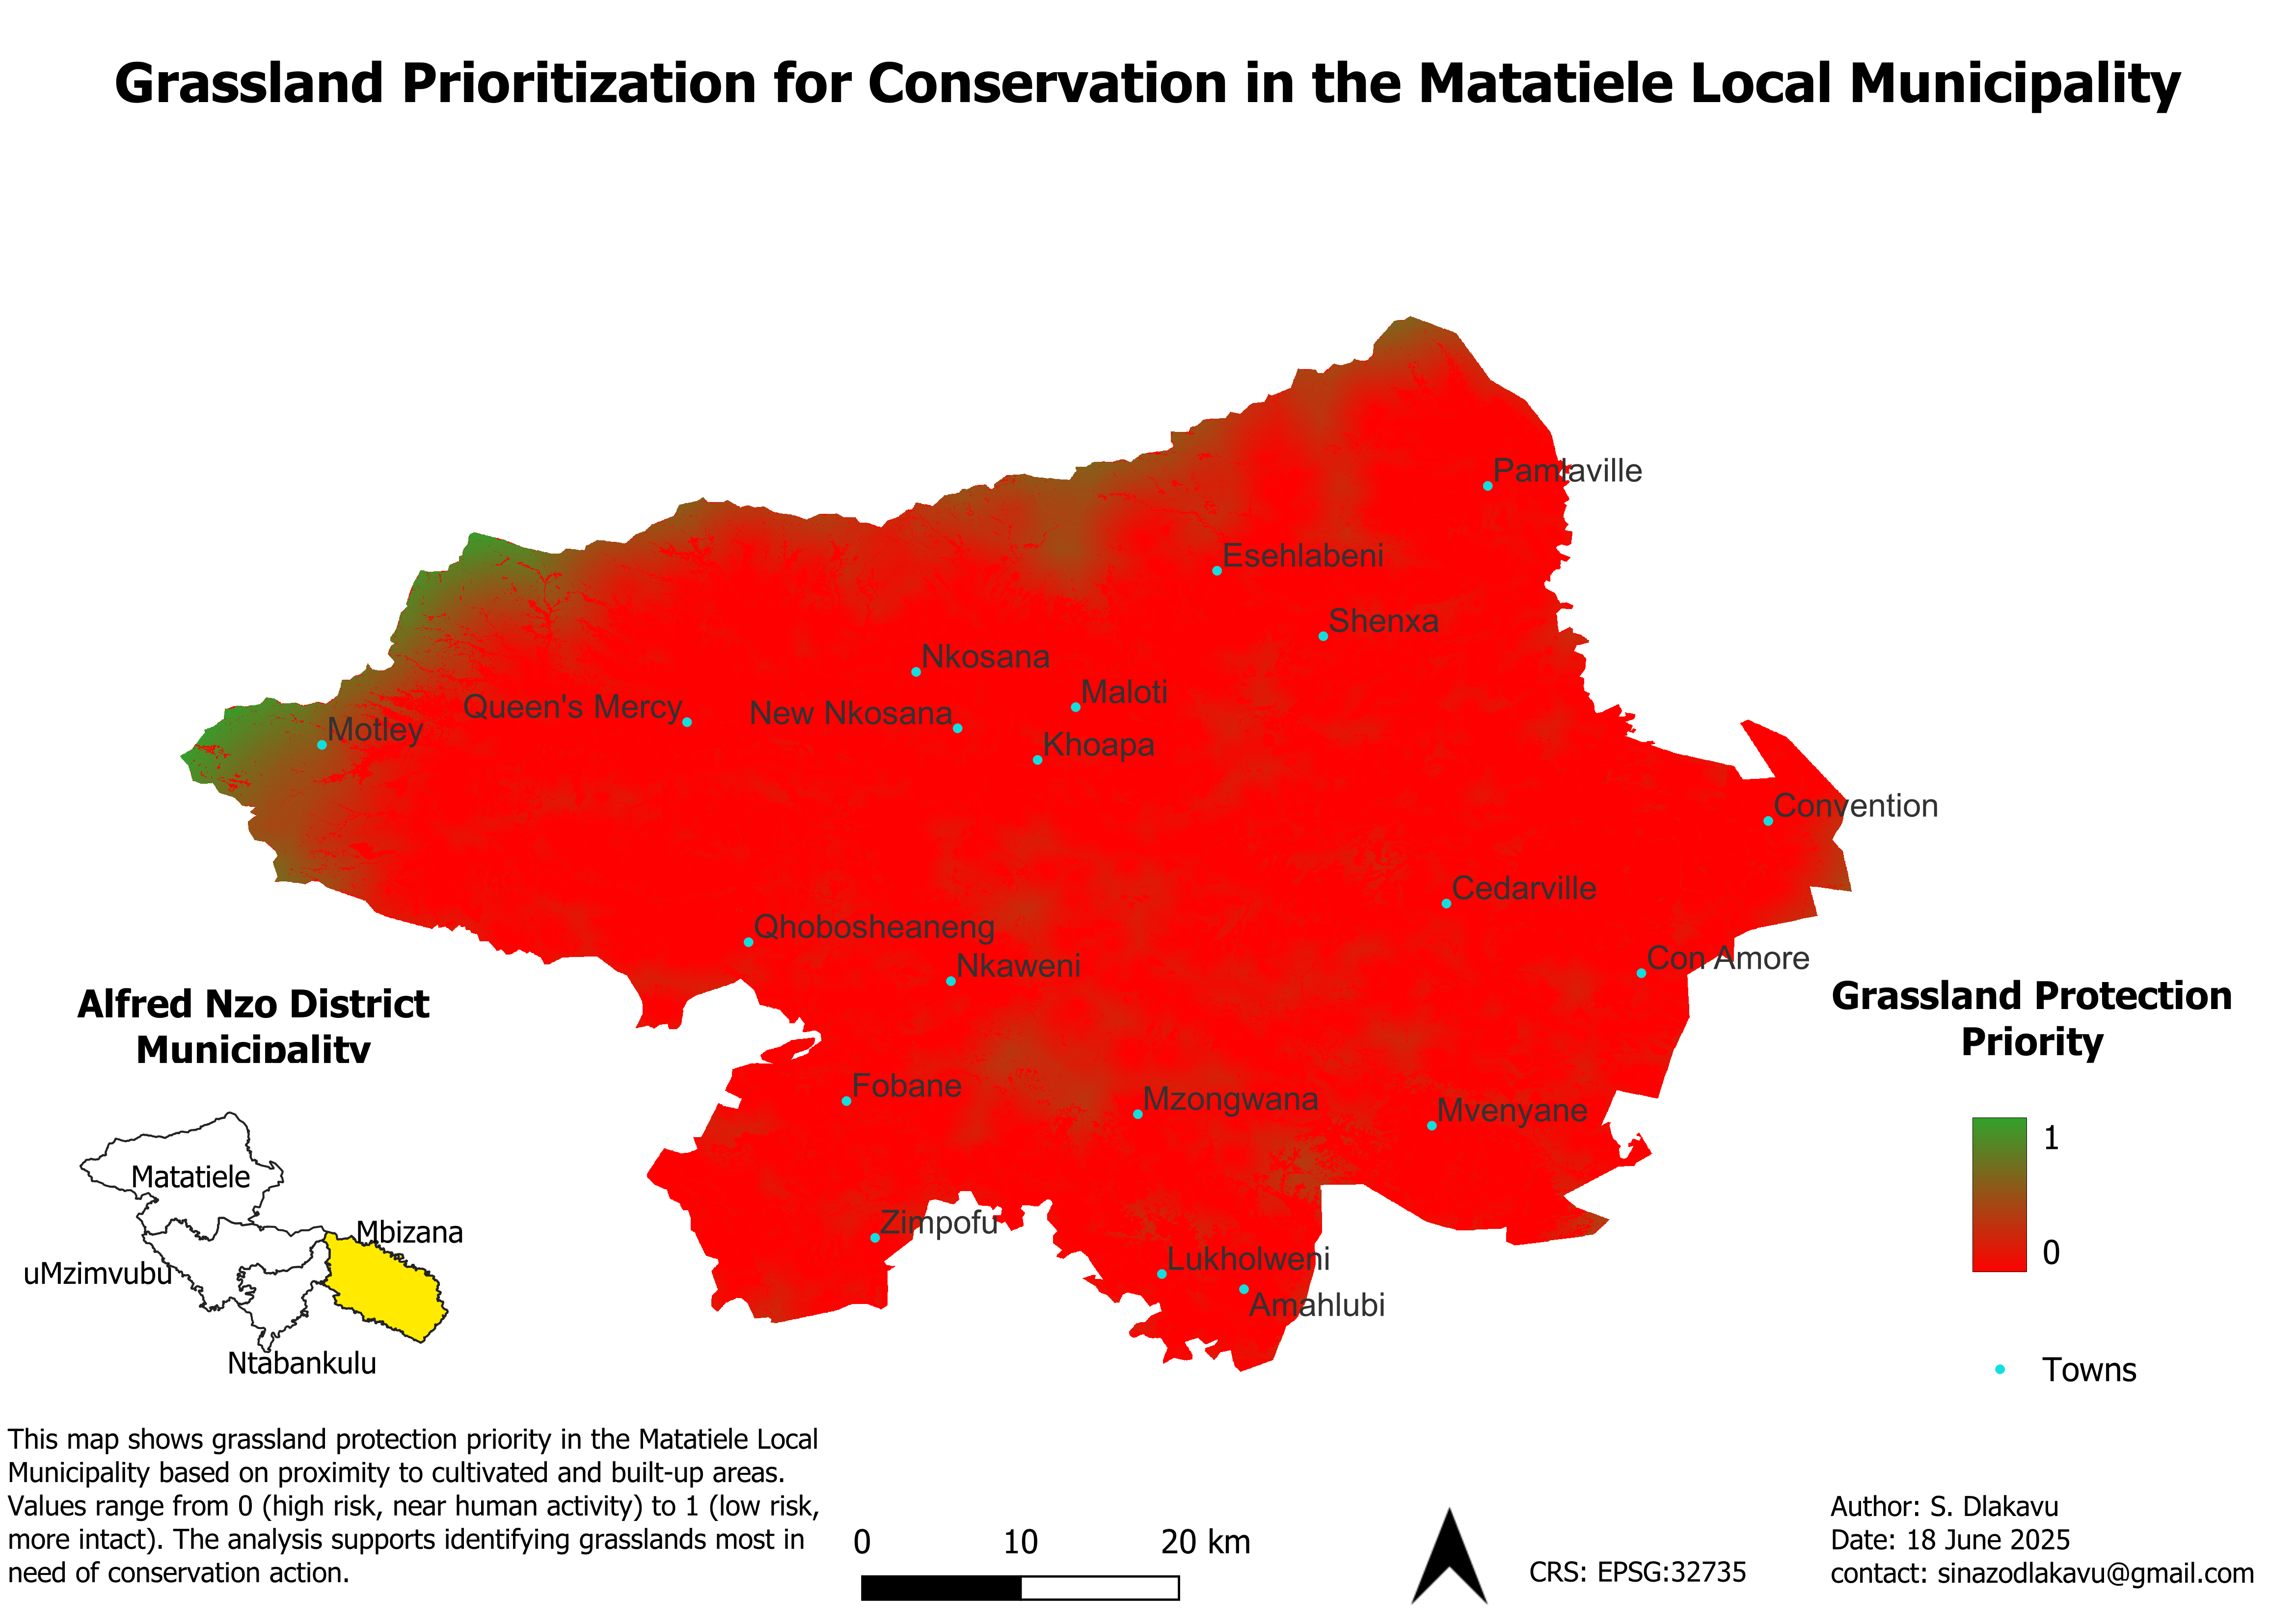 Grassland Prioritization for Conservation in the Matatiele Local Municipality
Pamlaville
Esehlabeni
Shenxa
Nkosana
Maloti
Queen's Mercy
New Nkosana
Motley
Khoapa
Convention
Cedarville
Qhobosheaneng
Nkaweni
Con Amore
Fobane
Mzongwana
Mvenyane
Zimpofu
Lukholweni
Amahlubi
Alfred Nzo District
Municipality
Matatiele
Mbizana
uMzimvubu
Ntabankulu
Grassland Protection
Priority
1
0
Towns
This map shows grassland protection priority in the Matatiele Local
Municipality based on proximity to cultivated and built-up areas.
Values range from 0 (high risk, near human activity) to 1 (low risk,
more intact). The analysis supports identifying grasslands most in
need of conservation action.
0 10 20 km
CRS: EPSG:32735
Author: S. Dlakavu
Date: 18 June 2025
contact: sinazodlakavu@gmail.com